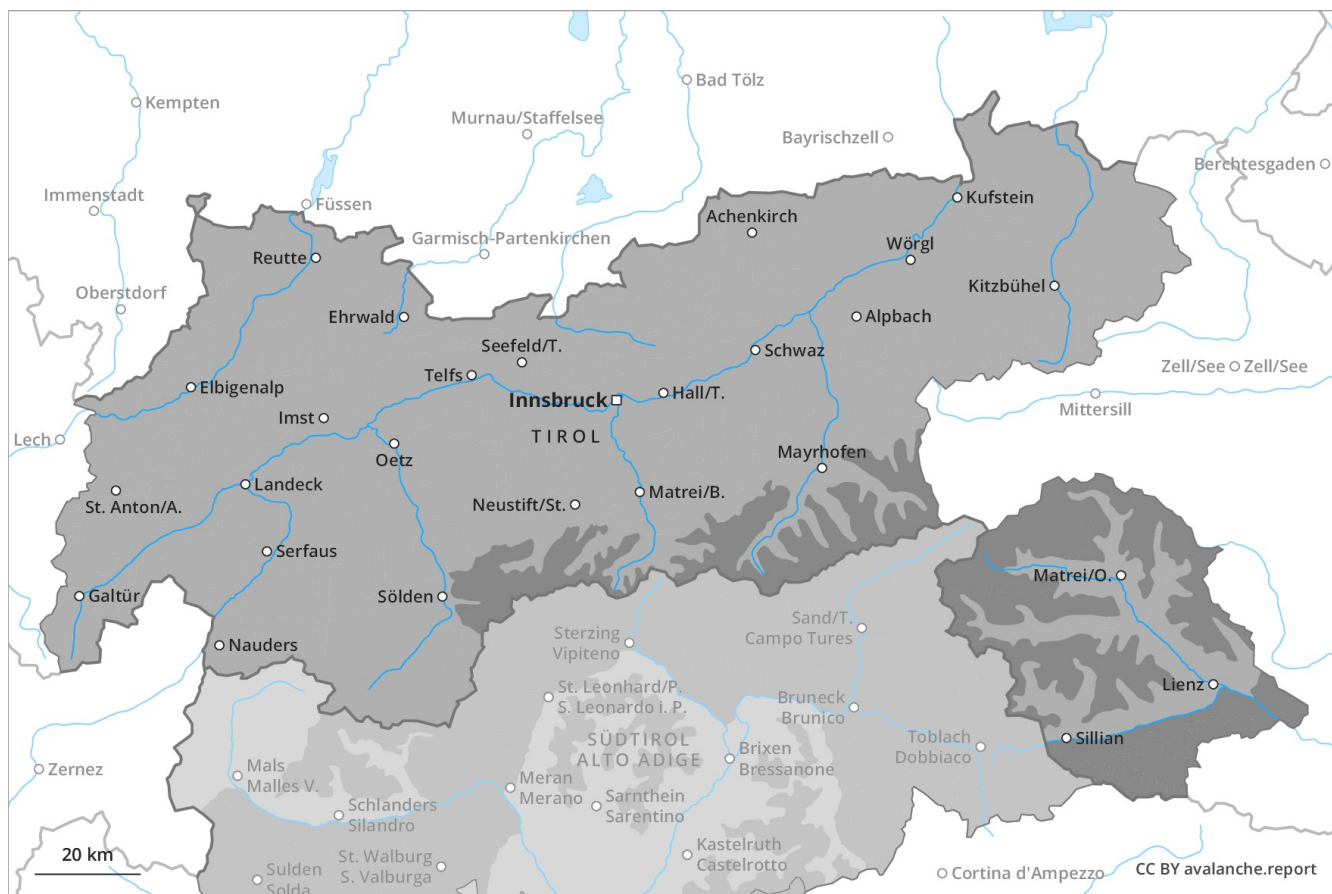 Bad Tölz
Kempten
Murnau/Staffelsee
Bayrischzell
Berchtesgaden
Immenstadt
Füssen
Kufstein
Achenkirch
Garmisch-Partenkirchen
Wörgl
Reutte
Kitzbühel
Oberstdorf
Ehrwald
Alpbach
Seefeld/T.
Schwaz
Telfs
Zell/See
Zell/See
Elbigenalp
Innsbruck
Hall/T.
Mittersill
Imst
TIROL
Lech
Oetz
Mayrhofen
Landeck
Matrei/B.
St. Anton/A.
Neustift/St.
Serfaus
Matrei/O.
Galtür
Sölden
Sand/T.
Campo Tures
Sterzing
Vipiteno
Nauders
Lienz
St. Leonhard/P.
S. Leonardo i. P.
Bruneck
Brunico
SÜDTIROL
ALTO ADIGE
Toblach
Dobbiaco
Sillian
Brixen
Bressanone
Zernez
Mals
Malles V.
Meran
Merano
Sarnthein
Sarentino
Schlanders
Silandro
Kastelruth
Castelrotto
20 km
St. Walburg
S. Valburga
Sulden
Solda
Cortina d'Ampezzo
CC BY avalanche.report